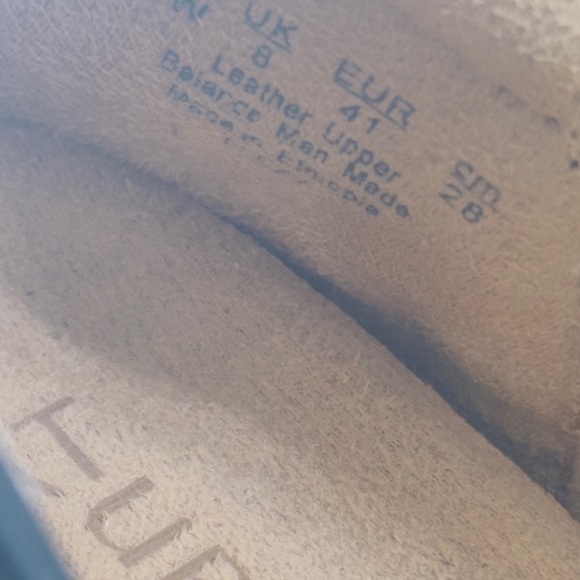 UK EUR cm
8 41 28
Leather Upper
Balance Man Made
Made in Ethiopia